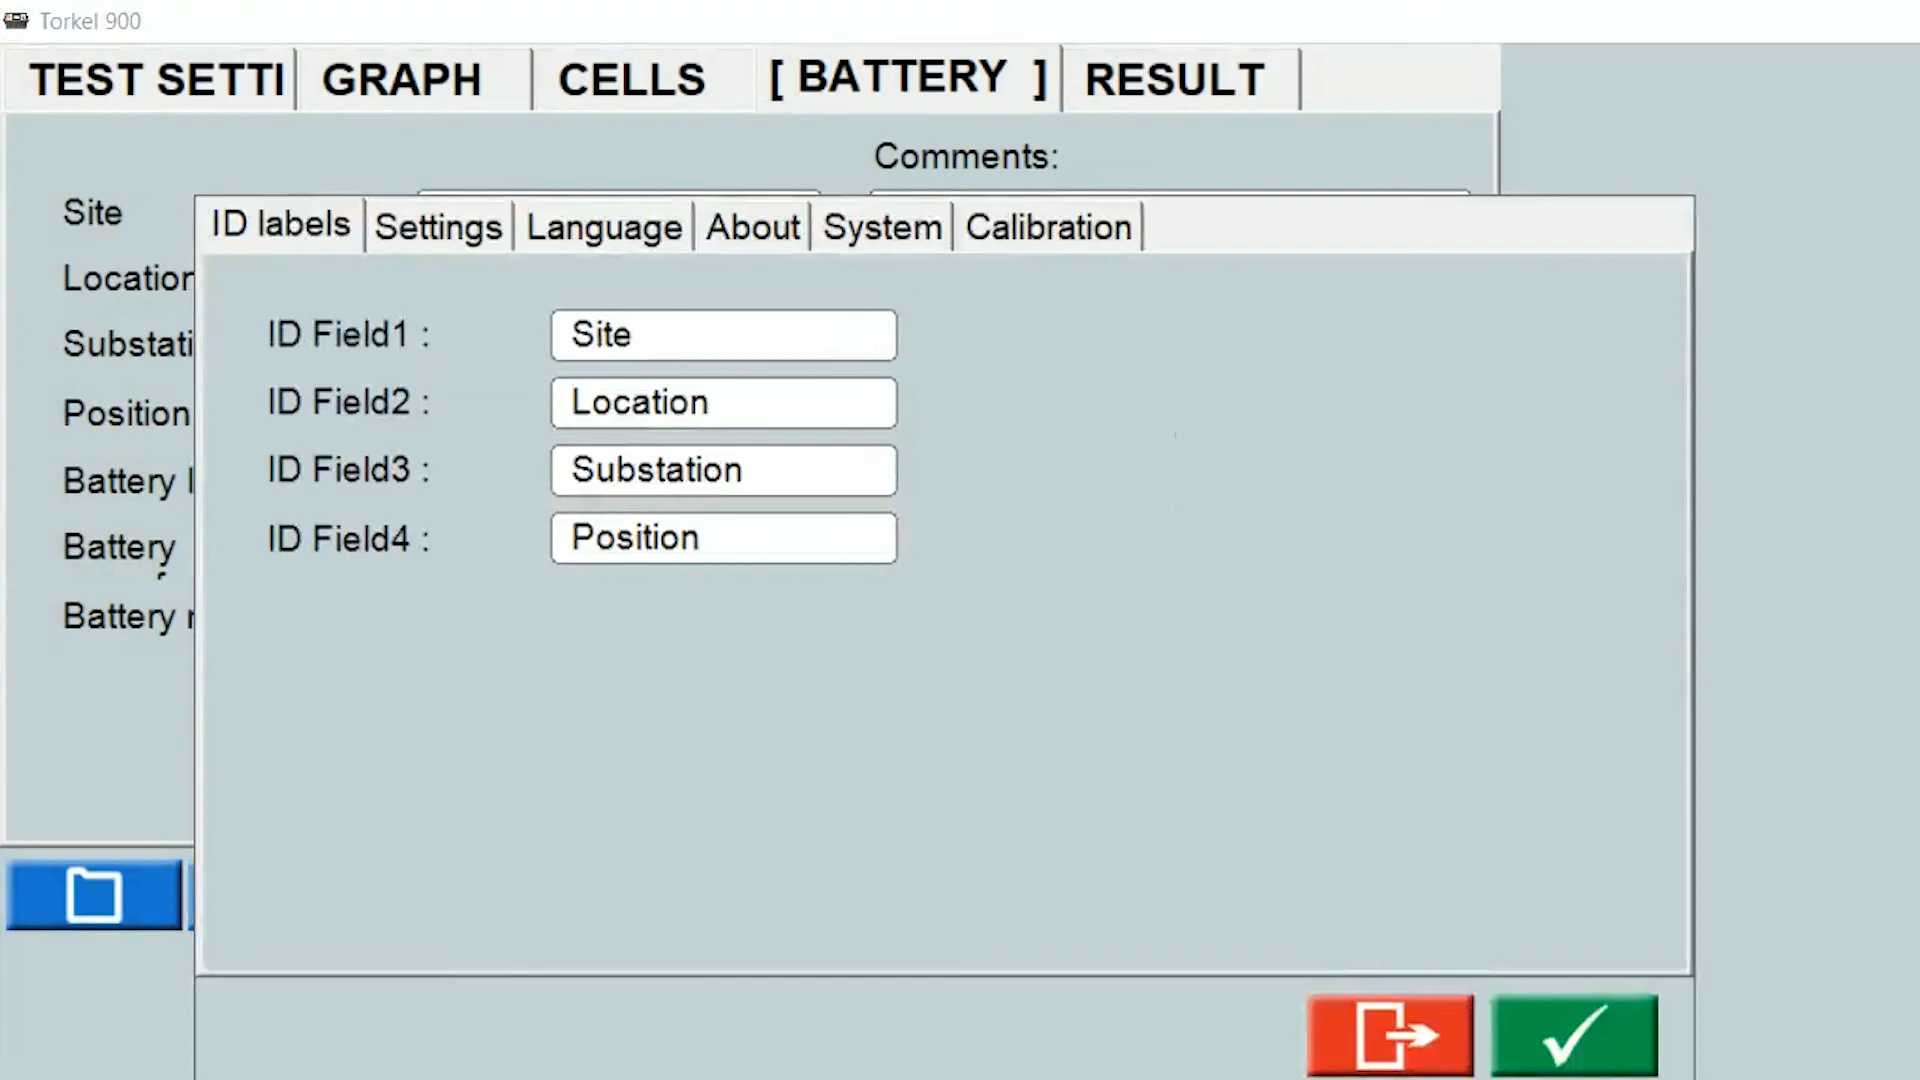 Torkel 900
TEST SETTI GRAPH CELLS [ BATTERY ] RESULT
Comments:
Site
Location
Substati
Position
Battery
Battery
Battery
ID labels Settings Language About System Calibration
ID Field1 : Site
ID Field2 : Location
ID Field3 : Substation
ID Field4 : Position